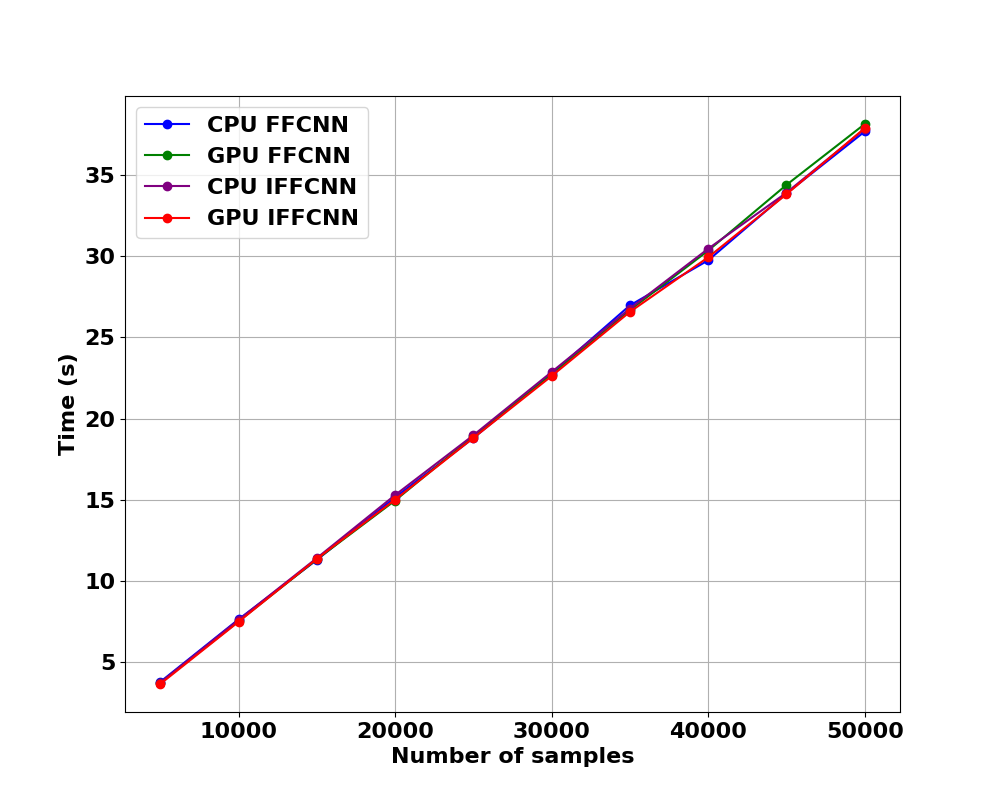 CPU FFCNN
GPU FFCNN
CPU IFFCNN
GPU IFFCNN
35
30
25
20
15
10
5
Time (s)
10000 20000 30000 40000 50000
Number of samples